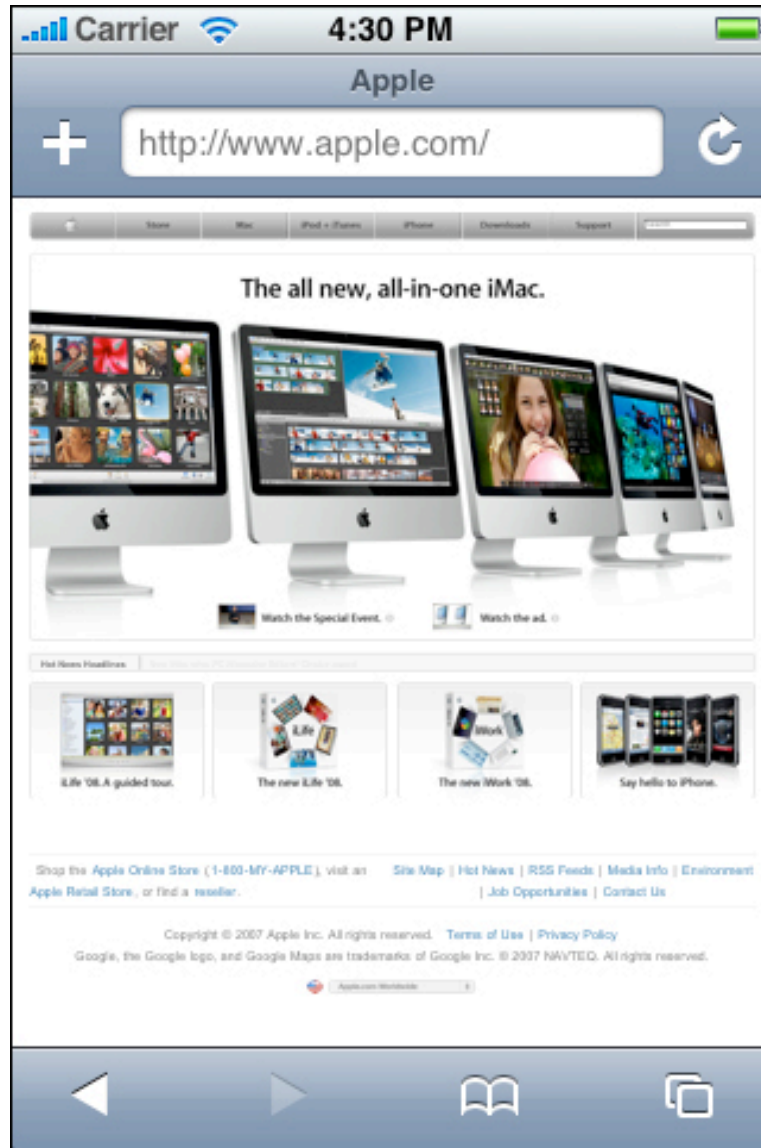 Carrier 4:30 PM
Apple
http://www.apple.com/
Store Mac iPod + iTunes iPhone Downloads Support
The all new, all-in-one iMac.
Watch the Special Event. Watch the ad.
Hot News Headlines
iLife
iWork
iLife '08. A guided tour. The new iLife '08. The new iWork '08. Say hello to iPhone.
Shop the Apple Online Store (1-800-MY-APPLE), visit an Site Map | Hot News | RSS Feeds | Media Info | Environment
Apple Retail Store, or find a reseller. | Job Opportunities | Contact Us
Copyright © 2007 Apple Inc. All rights reserved. Terms of Use | Privacy Policy
Google, the Google logo, and Google Maps are trademarks of Google Inc. © 2007 NAVTEQ. All rights reserved.
Apple.com Worldwide